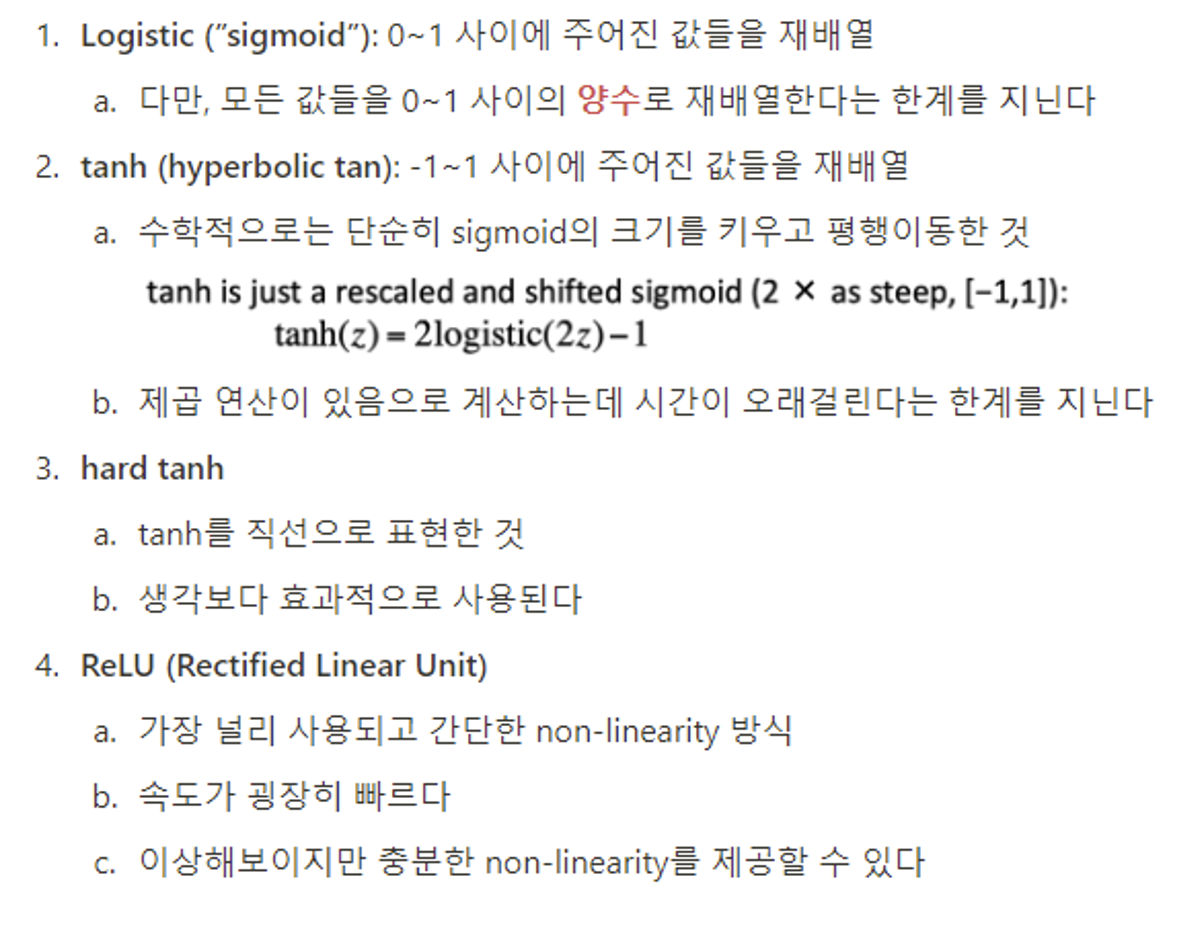 1. Logistic ("sigmoid"): 0~1 사이에 주어진 값들을 재배열
a. 다만, 모든 값들을 0~1 사이의 양수로 재배열한다는 한계를 지닌다
2. tanh (hyperbolic tan): -1~1 사이에 주어진 값들을 재배열
a. 수학적으로는 단순히 sigmoid의 크기를 키우고 평행이동한 것
tanh is just a rescaled and shifted sigmoid (2 × as steep, [−1,1]):
tanh(z) = 2logistic(2z) − 1
b. 제곱 연산이 있음으로 계산하는데 시간이 오래걸린다는 한계를 지닌다
3. hard tanh
a. tanh를 직선으로 표현한 것
b. 생각보다 효과적으로 사용된다
4. ReLU (Rectified Linear Unit)
a. 가장 널리 사용되고 간단한 non-linearity 방식
b. 속도가 굉장히 빠르다
c. 이상해보이지만 충분한 non-linearity를 제공할 수 있다